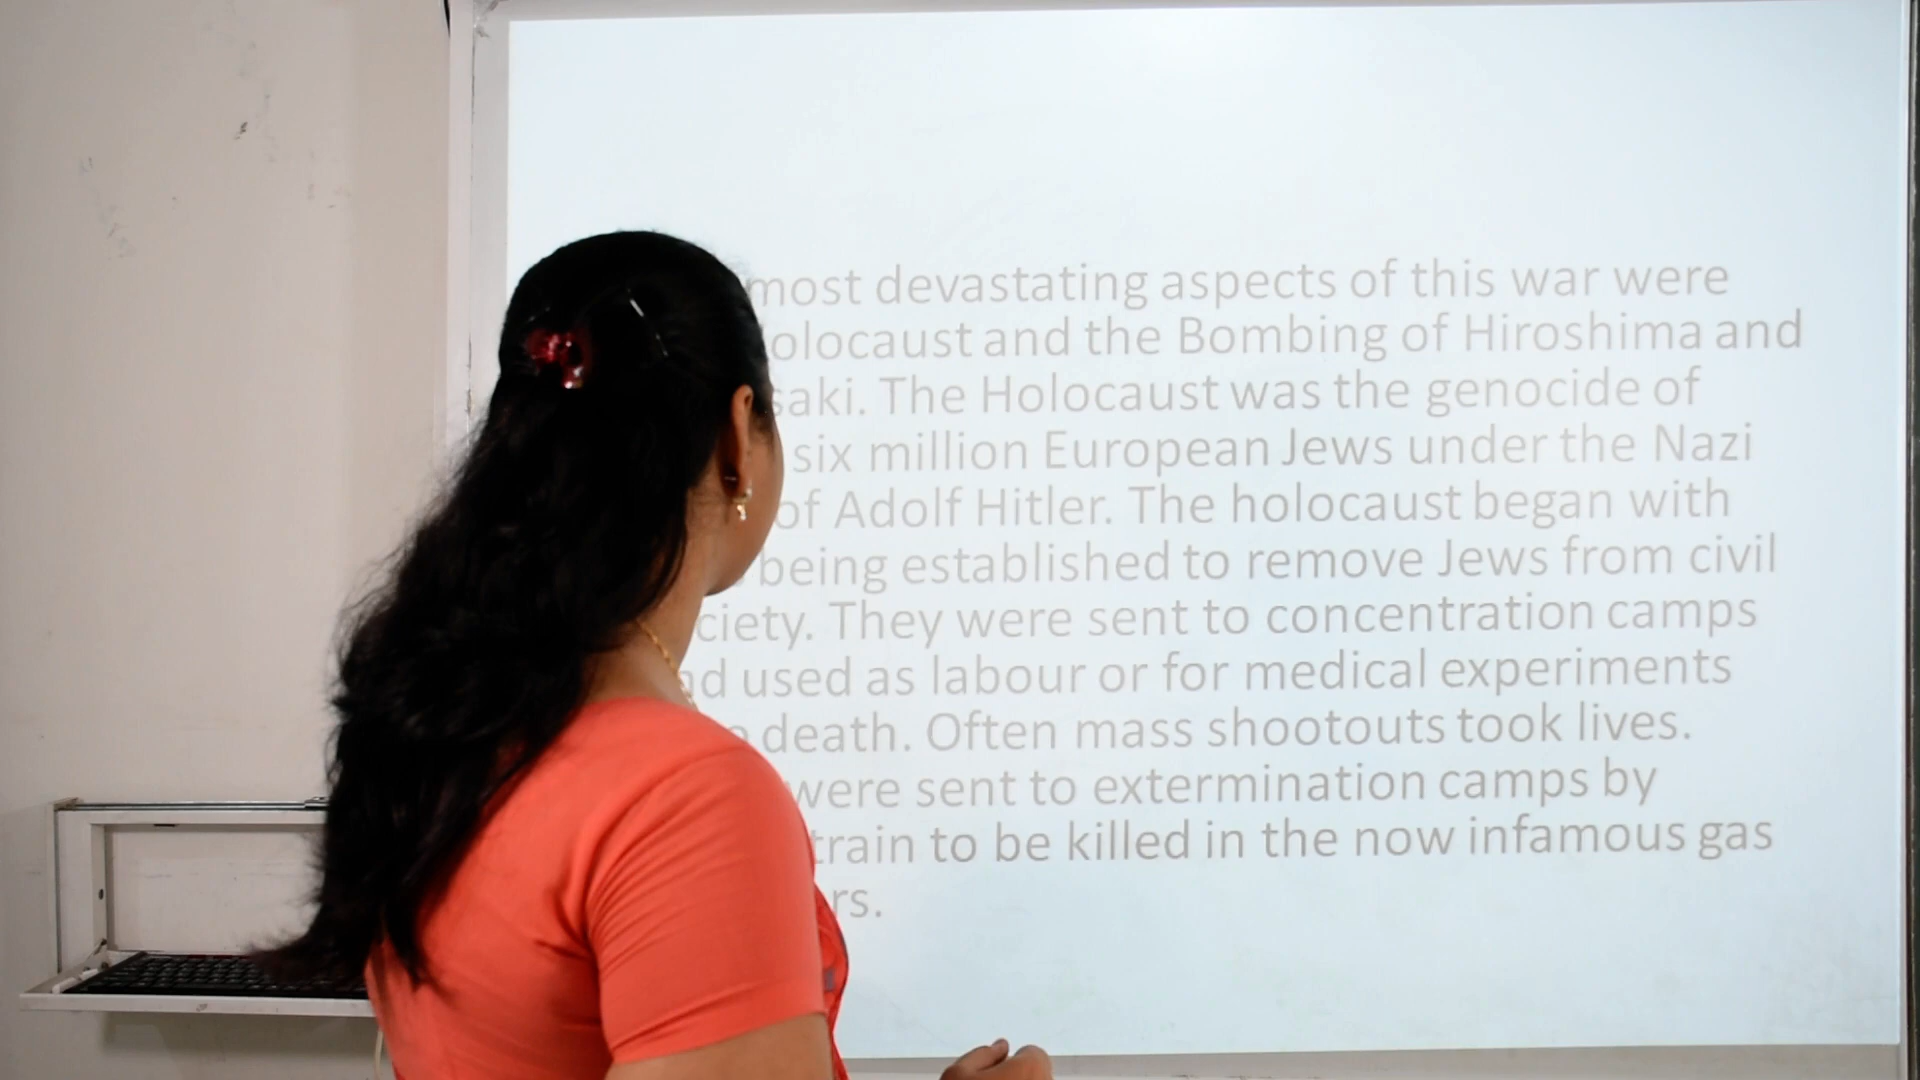 most devastating aspects of this war were
olocaust and the Bombing of Hiroshima and
saki. The Holocaust was the genocide of
six million European Jews under the Nazi
of Adolf Hitler. The holocaust began with
being established to remove Jews from civil
ciety. They were sent to concentration camps
used as labour or for medical experiments
death. Often mass shootouts took lives.
were sent to extermination camps by
train to be killed in the now infamous gas
rs.